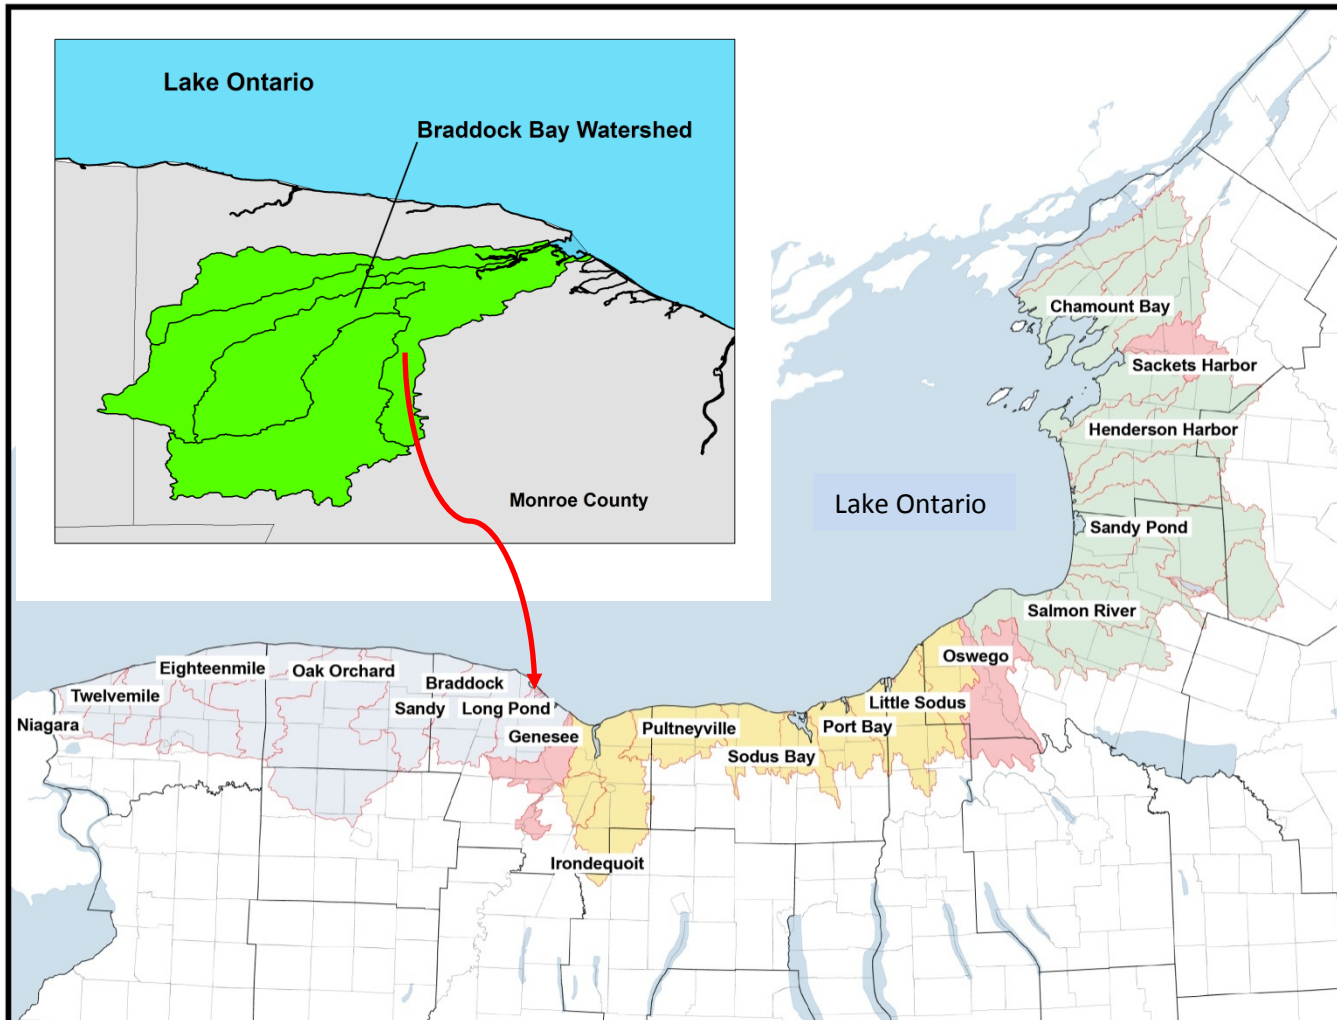 Lake Ontario
Braddock Bay Watershed
Monroe County
Chamount Bay
Sackets Harbor
Henderson Harbor
Lake Ontario
Sandy Pond
Salmon River
Oswego
Eighteenmile
Oak Orchard
Braddock
Twelvemile
Sandy
Long Pond
Little Sodus
Niagara
Genesee
Pultneyville
Port Bay
Sodus Bay
Irondequoit